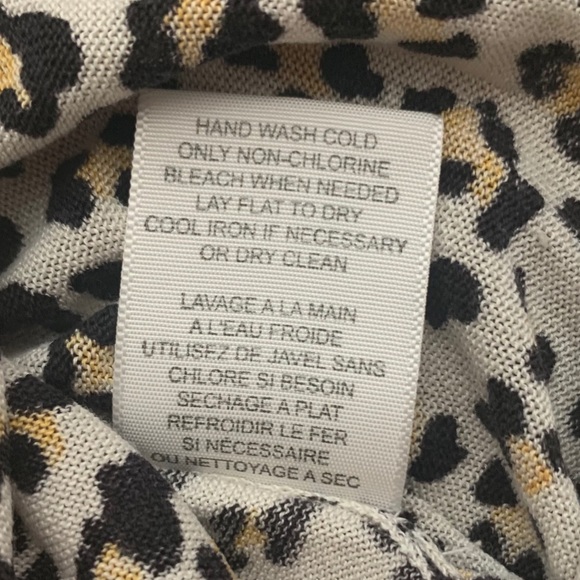 HAND WASH COLD
ONLY NON-CHLORINE
BLEACH WHEN NEEDED
LAY FLAT TO DRY
COOL IRON IF NECESSARY
OR DRY CLEAN
LAVAGE A LA MAIN
A L'EAU FROIDE
UTILISEZ DE JAVEL SANS
CHLORE SI BESOIN
SECHAGE A PLAT
REFROIDIR LE FER
SI NÉCESSAIRE
OU NETTOYAGE A SEC